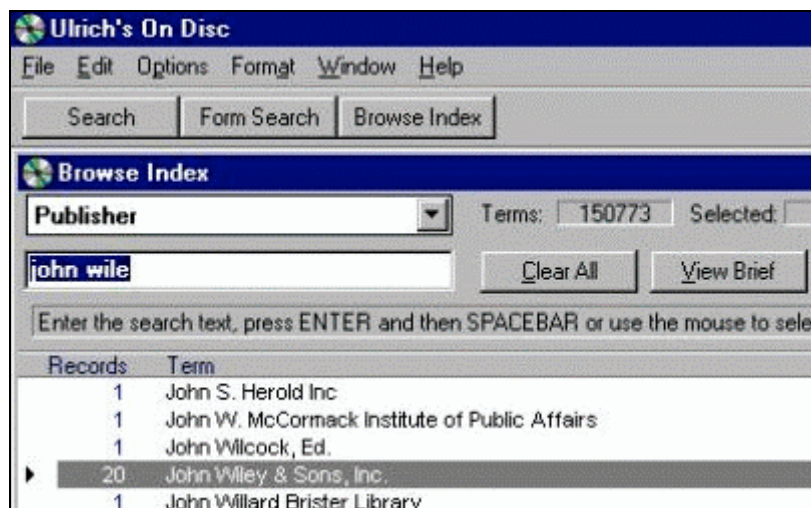 Ulrich's On Disc
File Edit Options Format Window Help
Search Form Search Browse Index
Browse Index
Publisher Terms: 150773 Selected:
john wile Clear All View Brief
Enter the search text, press ENTER and then SPACEBAR or use the mouse to sele
Records Term
1 John S. Herold Inc
1 John W. McCormack Institute of Public Affairs
1 John Wilcock, Ed.
20 John Wiley & Sons, Inc.
1 John Willard Brister Library